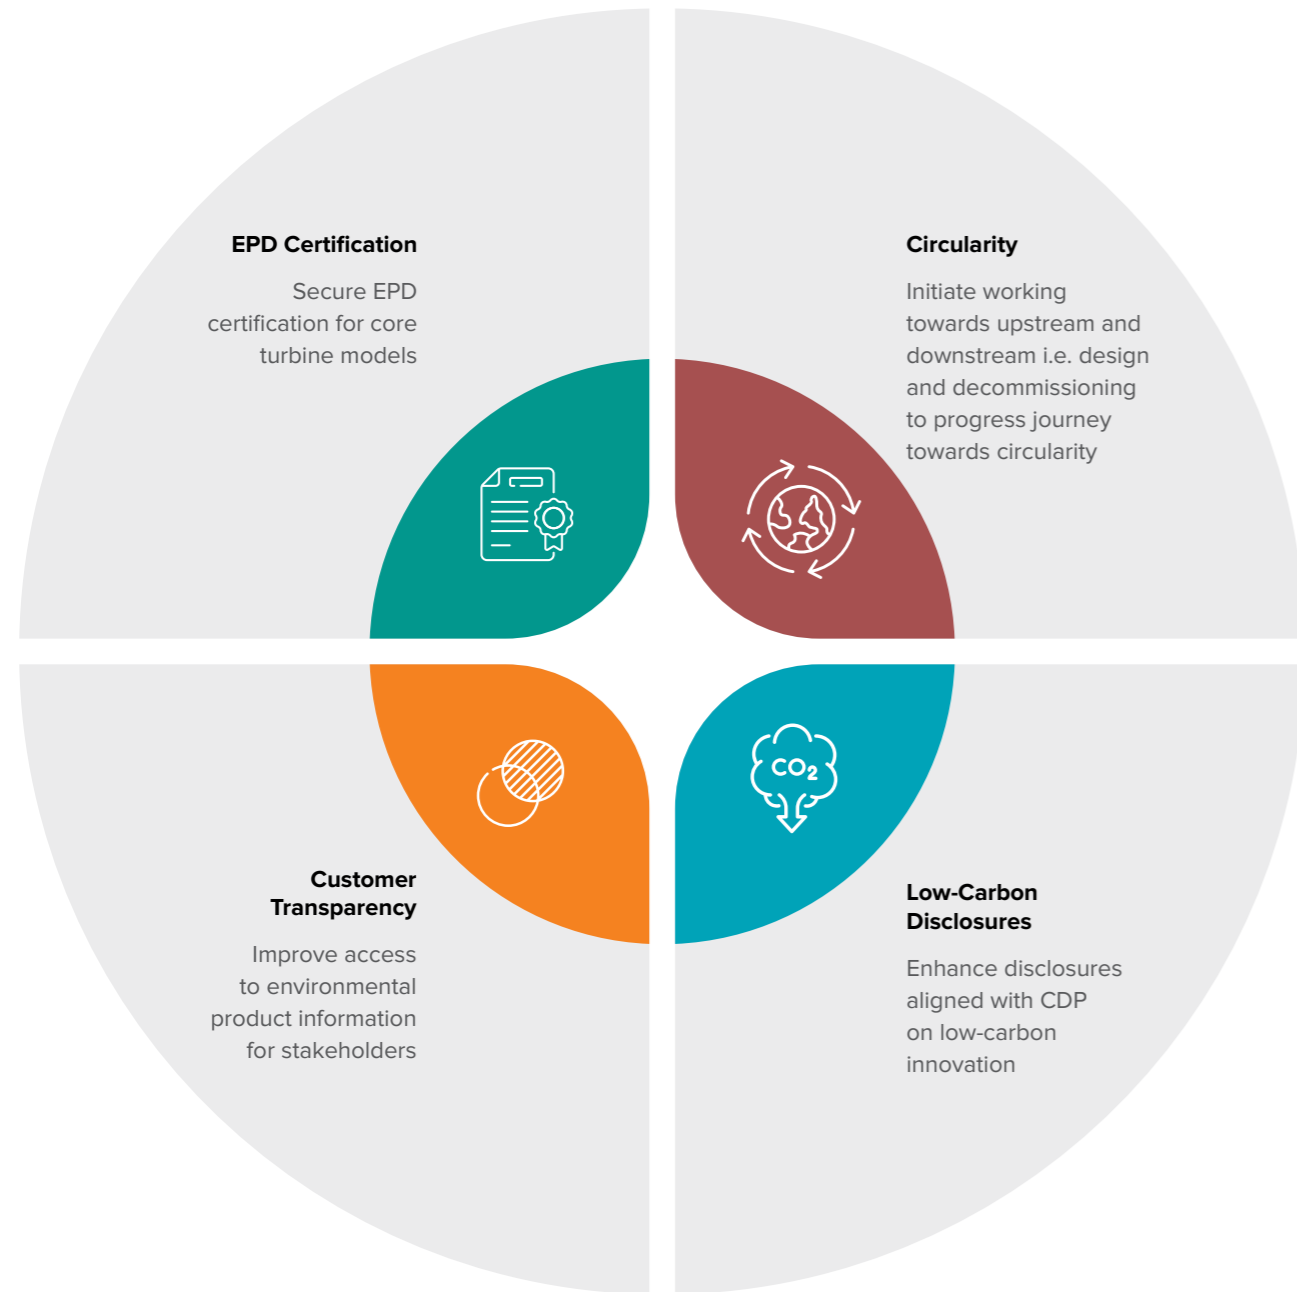 EPD Certification
Secure EPD
certification for core
turbine models
Circularity
Initiate working
towards upstream and
downstream i.e. design
and decommissioning
to progress journey
towards circularity
Customer
Transparency
Improve access
to environmental
product information
for stakeholders
CO2
Low-Carbon
Disclosures
Enhance disclosures
aligned with CDP
on low-carbon
innovation